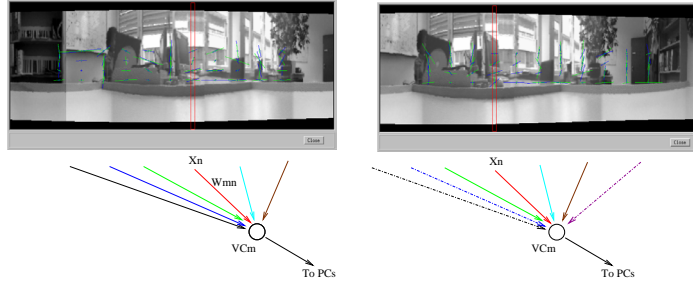 Close
Close
Xn
Wmn
VCm
To PCs
Xn
VCm
To PCs